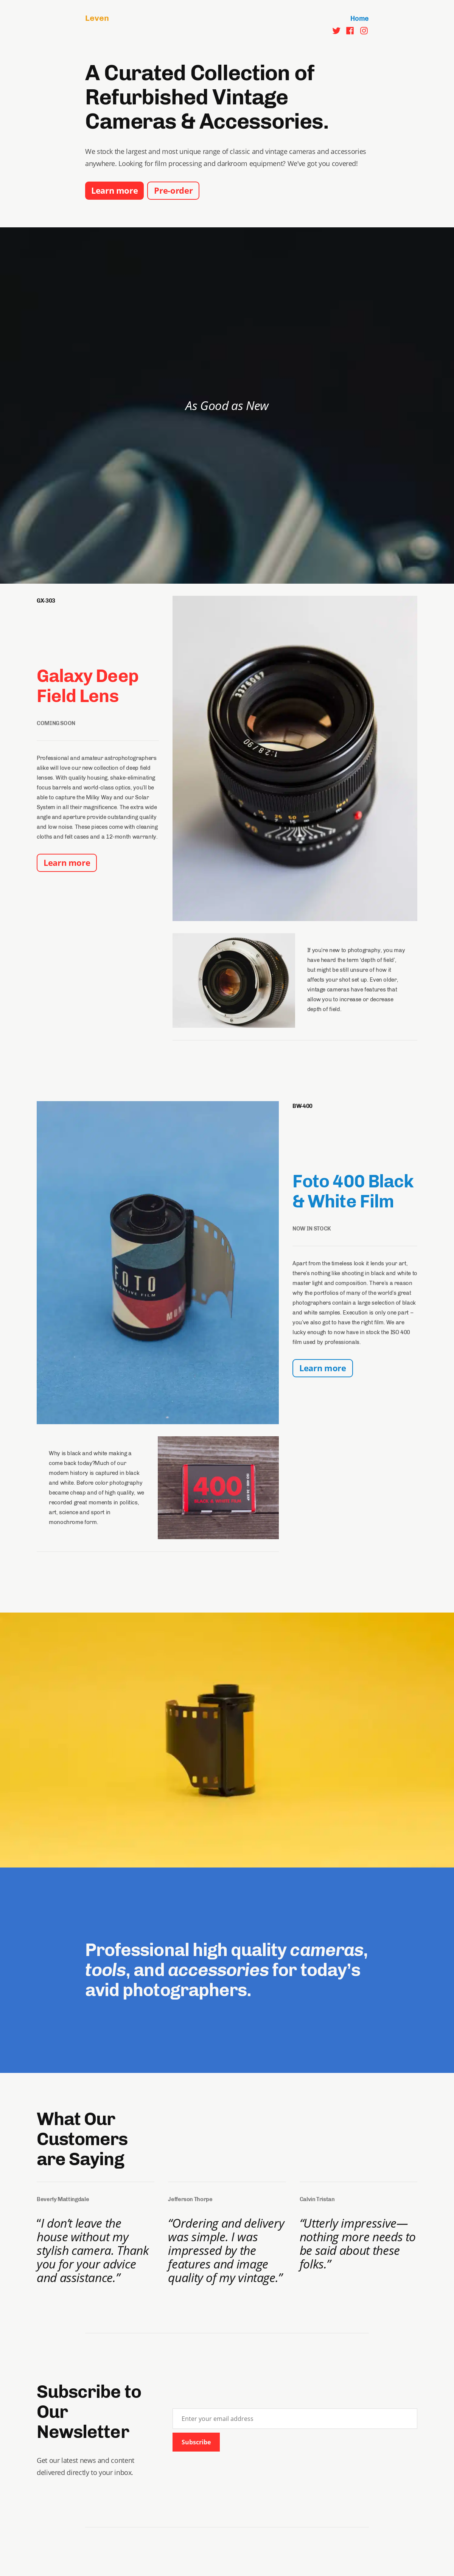 Leven
Home
A Curated Collection of
Refurbished Vintage
Cameras & Accessories.
We stock the largest and most unique range of classic and vintage cameras and accessories
anywhere. Looking for film processing and darkroom equipment? We've got you covered!
Learn more
Pre-order
As Good as New
GX-303
Galaxy Deep
Field Lens
COMING SOON
Professional and amateur astrophotographers
alike will love our new collection of deep field
lenses. With quality housing, shake-eliminating
focus barrels and world-class optics, you'll be
able to capture the Milky Way and our Solar
System in all their magnificence. The extra wide
angle and aperture provide outstanding quality
and low noise. These pieces come with cleaning
cloths and felt cases and a 12-month warranty.
Learn more
3374667
1:2.8/90
90
If you're new to photography, you may
have heard the term 'depth of field',
but might be still unsure of how it
affects your shot set up. Even older,
vintage cameras have features that
allow you to increase or decrease
depth of field.
BW-400
Foto 400 Black
& White Film
NOW IN STOCK
Apart from the timeless look it lends your art,
there's nothing like shooting in black and white to
master light and composition. There's a reason
why the portfolios of many of the world's great
photographers contain a large selection of black
and white. Execution is only one part –
you've also got to have the right film. We are
lucky enough to now have in stock the ISO 400
film used by professionals.
Learn more
FOTO
Why is black and white making a
come back today?Much of our
modern history is captured in black
and white. Before color photography
became cheap and of high quality, we
recorded great moments in politics,
art, science and sport in
monochrome form.
400
Professional high quality cameras,
tools, and accessories for today's
avid photographers.
What Our
Customers
are Saying
Beverly Mattingdale
“I don’t leave the
house without my
stylish camera. Thank
you for your advice
and assistance.”
Jefferson Thorpe
“Ordering and delivery
was simple. I was
impressed by the
features and image
quality of my vintage.”
Calvin Tristan
“Utterly impressive—
nothing more needs to
be said about these
folks.”
Subscribe to
Our
Newsletter
Get our latest news and content
delivered directly to your inbox.
Enter your email address
Subscribe